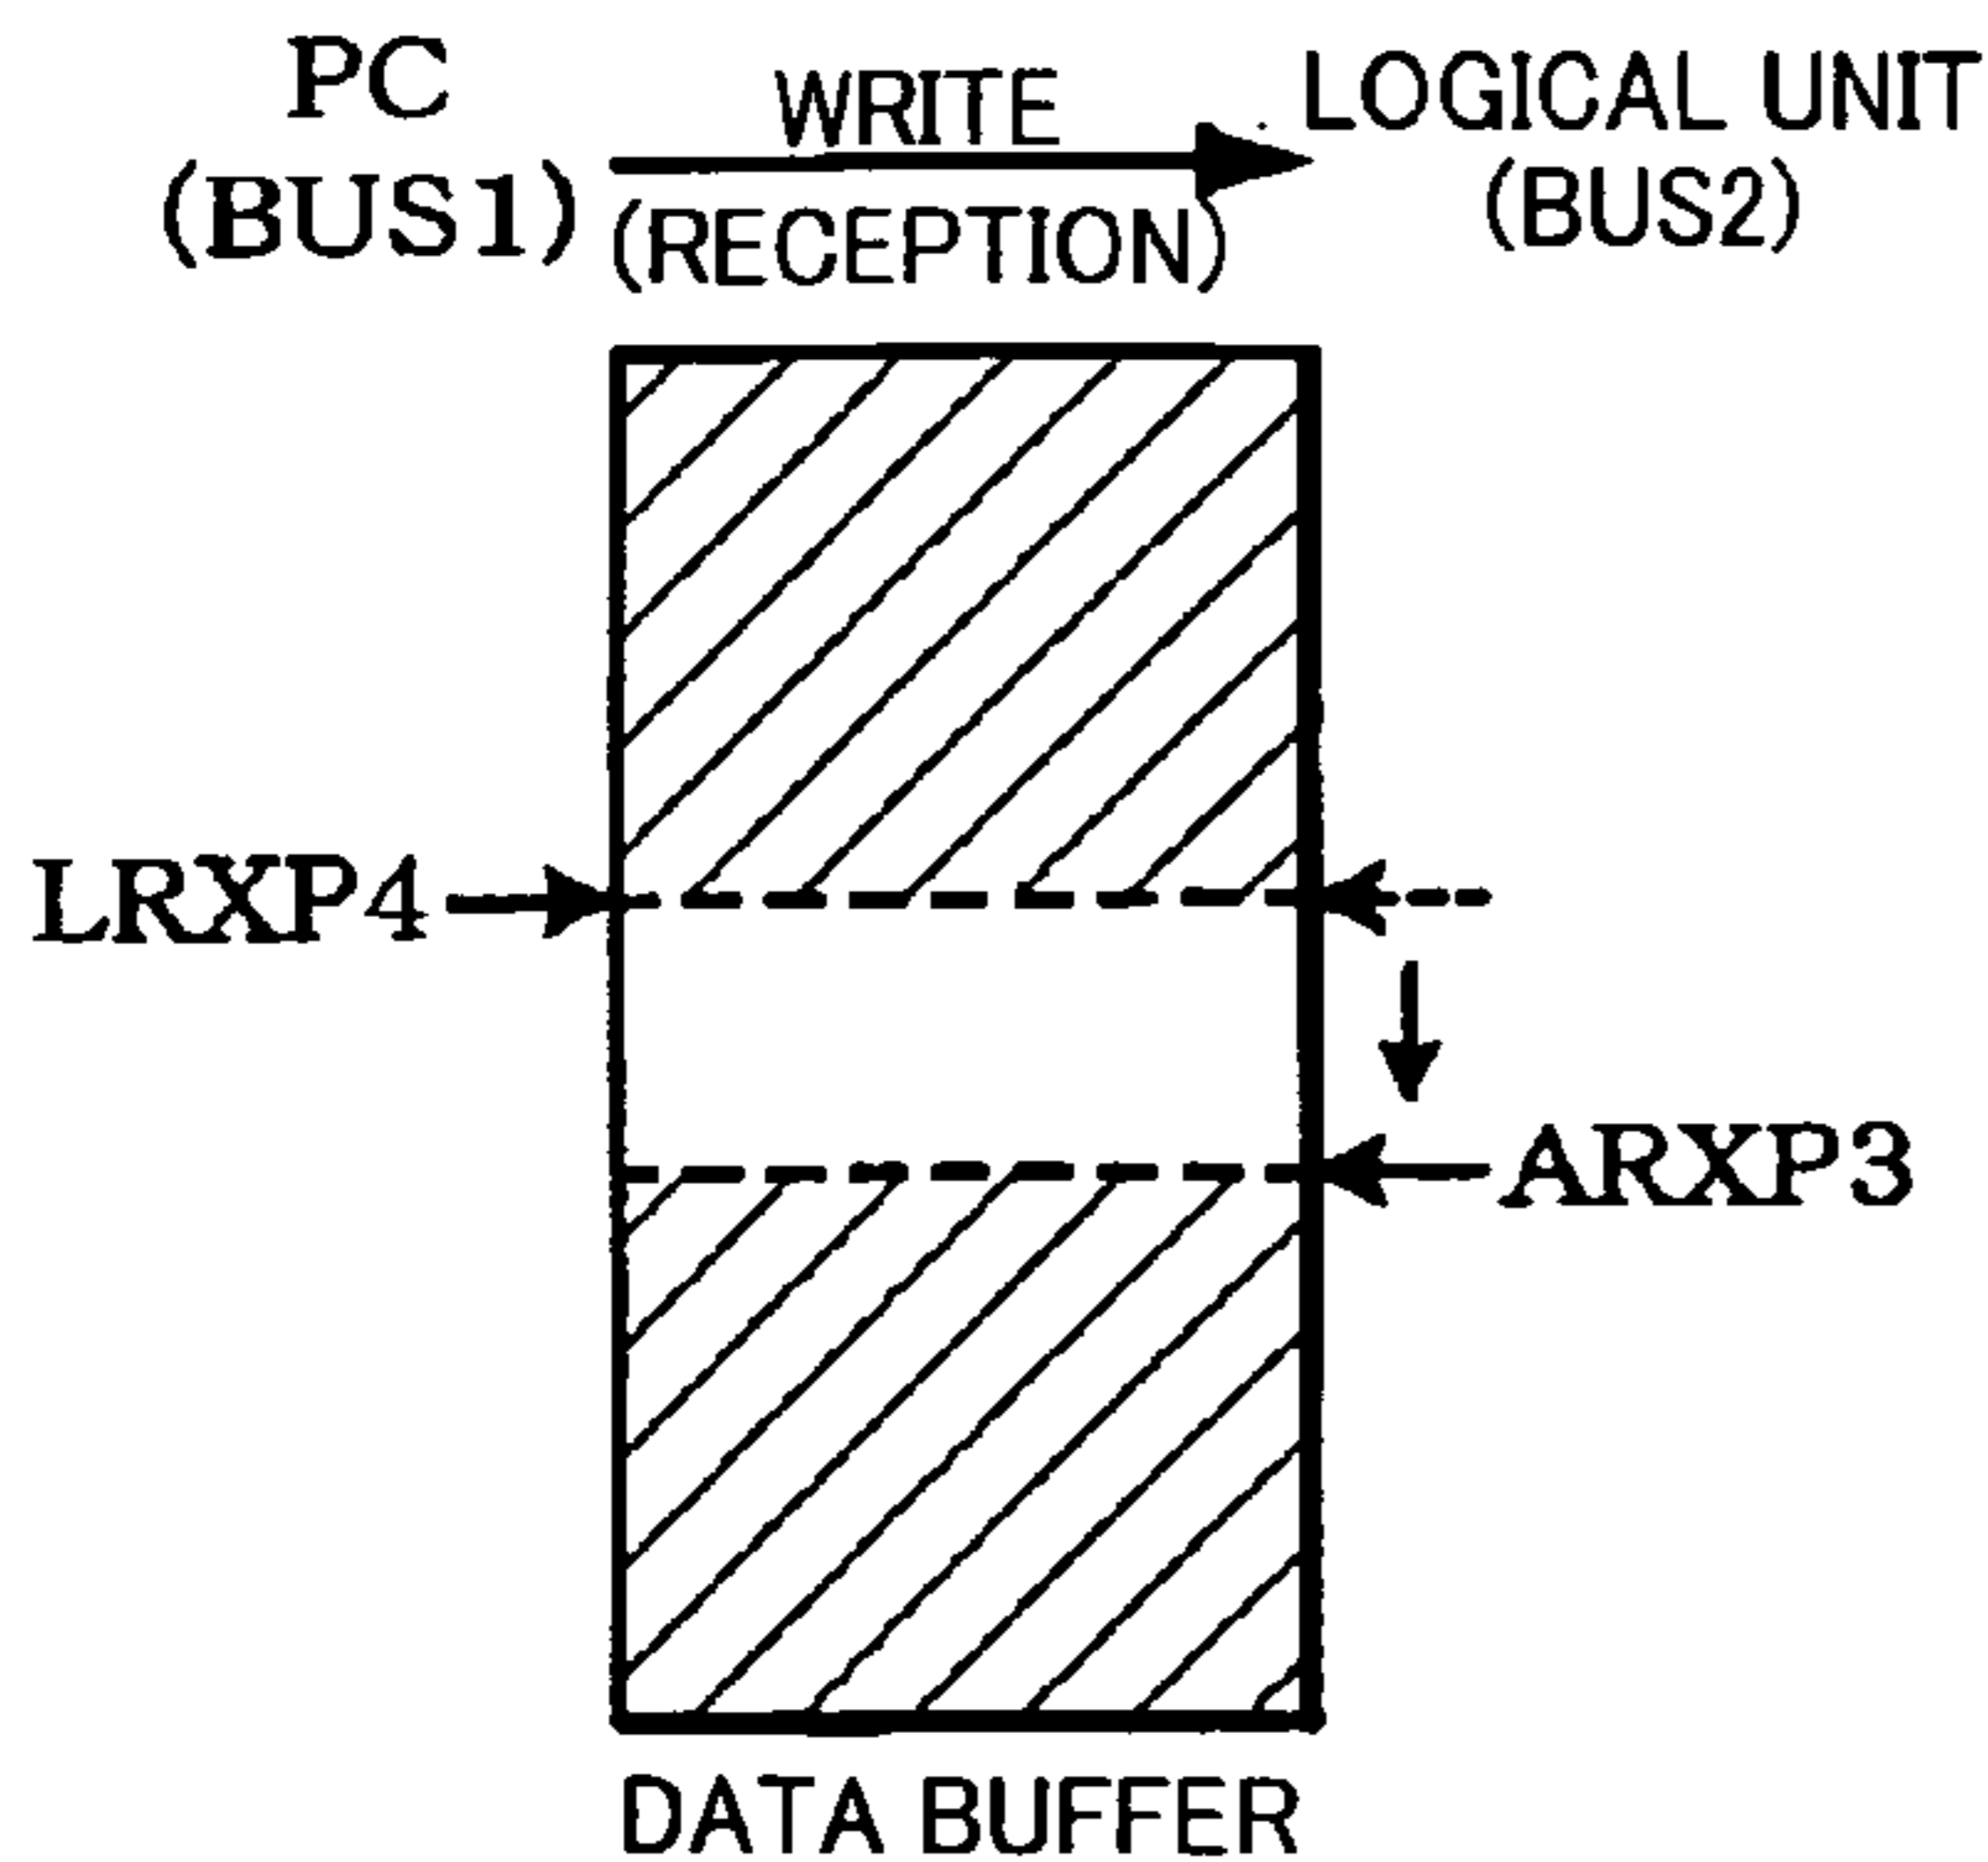 PC
(BUS1)
WRITE
(RECEPTION)
LOGICAL UNIT
(BUS2)
LRXP4
ARXP3
DATA BUFFER